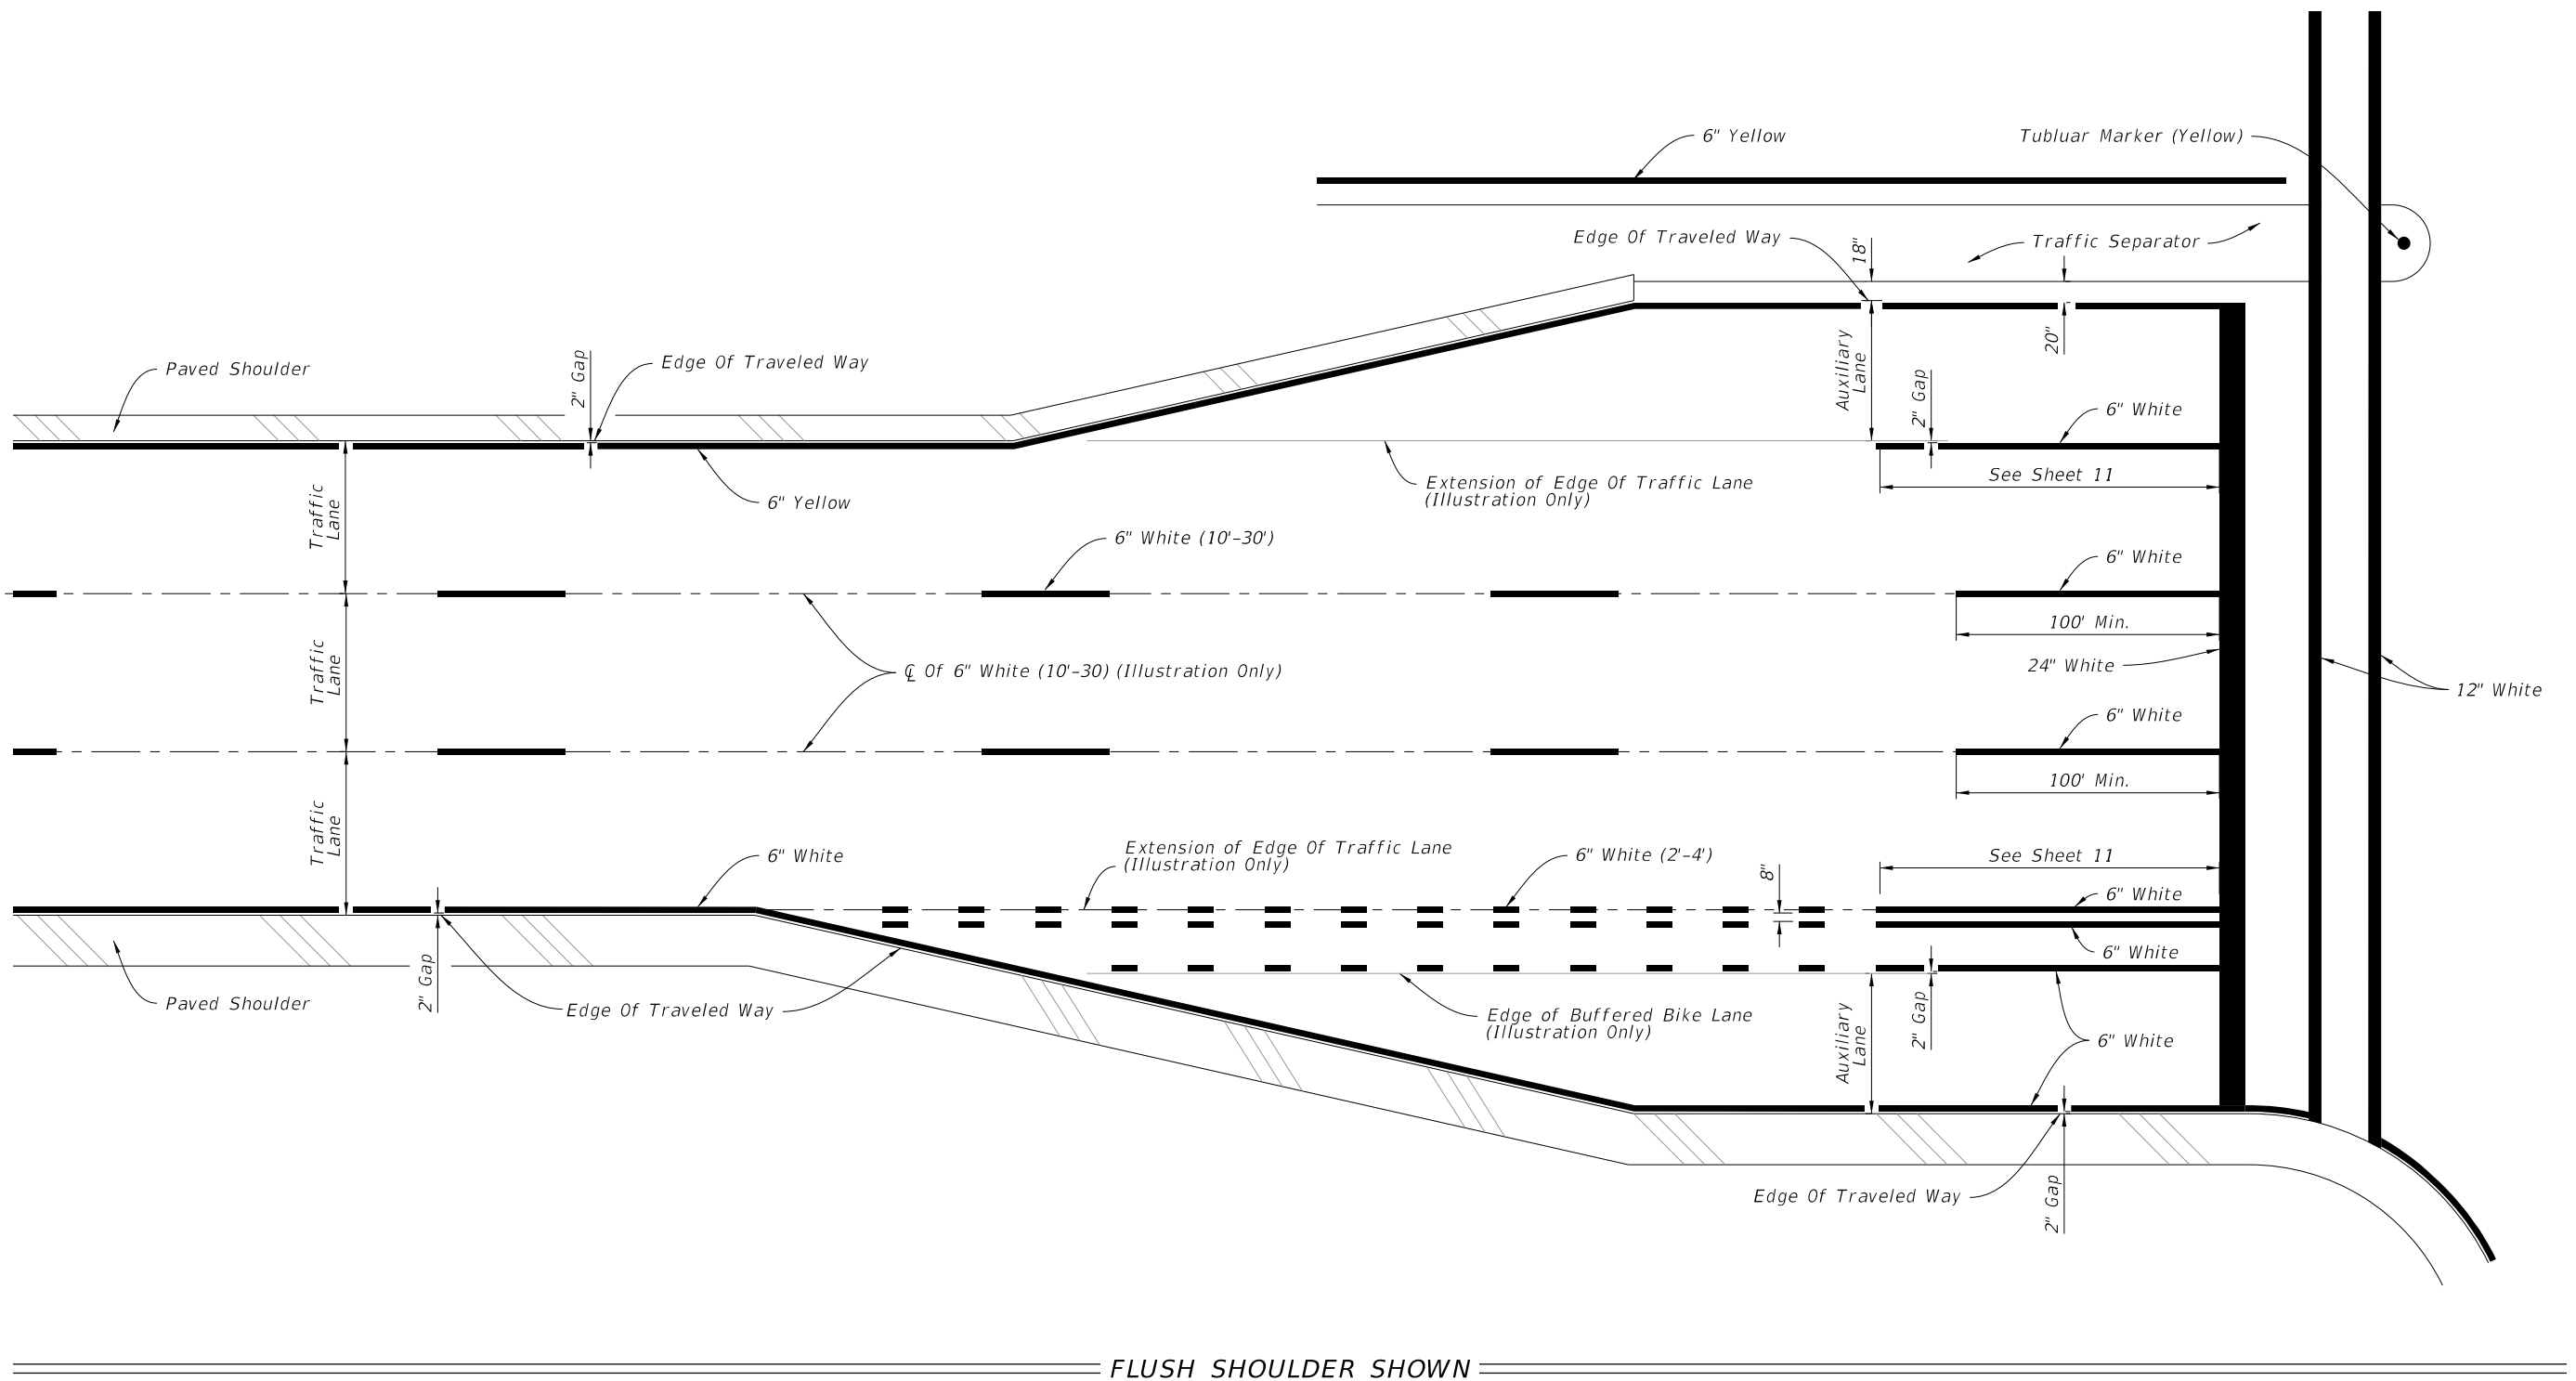 6" Yellow
Tubluar Marker (Yellow)
Edge Of Traveled Way
18"
Traffic Separator
20"
Paved Shoulder
2" Gap
Edge Of Traveled Way
Auxiliary
Lane
2" Gap
6" White
6" Yellow
Extension of Edge Of Traffic Lane
(Illustration Only)
See Sheet 11
Traffic
Lane
6" White (10'-30')
6" White
100' Min.
Traffic
Lane
℄ Of 6" White (10'-30) (Illustration Only)
24" White
12" White
6" White
100' Min.
Traffic
Lane
6" White
Extension of Edge Of Traffic Lane
(Illustration Only)
6" White (2'-4')
8"
See Sheet 11
6" White
6" White
Paved Shoulder
2" Gap
Edge Of Traveled Way
Edge of Buffered Bike Lane
(Illustration Only)
Auxiliary
Lane
2" Gap
6" White
Edge Of Traveled Way
2" Gap
FLUSH SHOULDER SHOWN